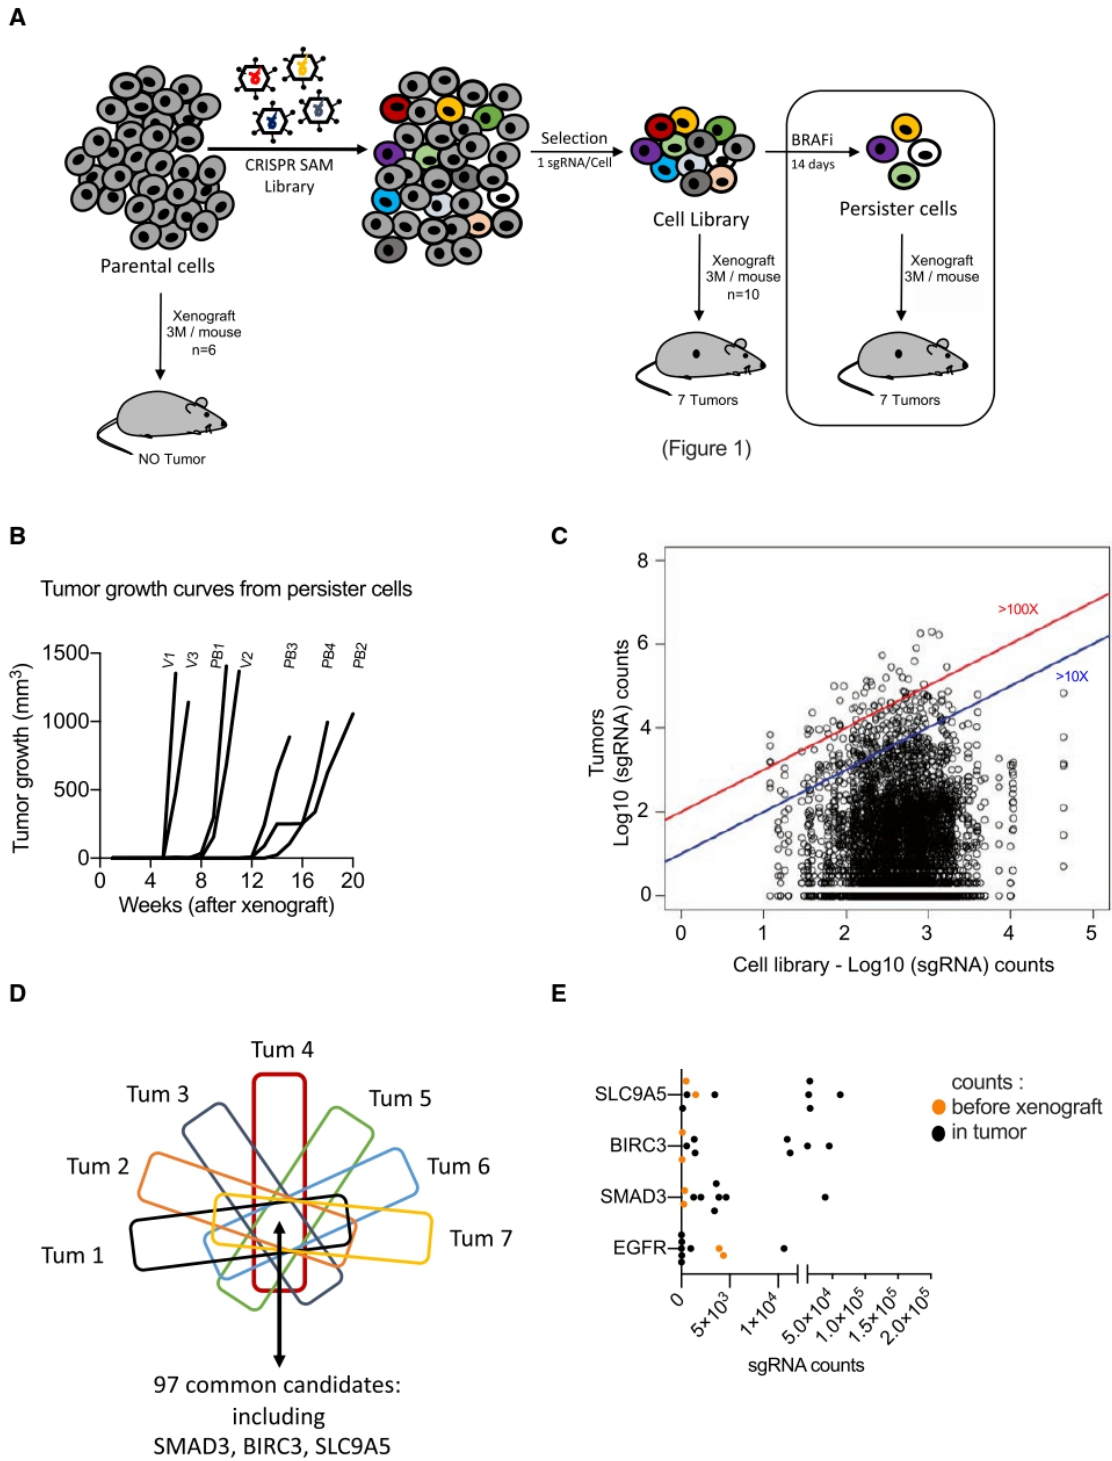 A
CRISPR SAM
Library
Selection
1 sgRNA/Cell
BRAFi
14 days
Parental cells
Cell Library
Persister cells
Xenograft
3M / mouse
n=6
Xenograft
3M / mouse
n=10
Xenograft
3M / mouse
NO Tumor
7 Tumors
7 Tumors
(Figure 1)
B
Tumor growth curves from persister cells
Tumor growth (mm³)
1500
1000
500
0
V1
V3
PB1
V2
PB3
PB4
PB2
0 4 8 12 16 20
Weeks (after xenograft)
C
Tumors
Log10 (sgRNA) counts
8
6
4
2
0
>100X
>10X
0 1 2 3 4 5
Cell library - Log10 (sgRNA) counts
D
Tum 1
Tum 2
Tum 3
Tum 4
Tum 5
Tum 6
Tum 7
97 common candidates:
including
SMAD3, BIRC3, SLC9A5
E
SLC9A5
BIRC3
SMAD3
EGFR
counts :
before xenograft
in tumor
0 5×10³ 1×10⁴ 5.0×10⁴ 1.0×10⁵ 1.5×10⁵ 2.0×10⁵
sgRNA counts